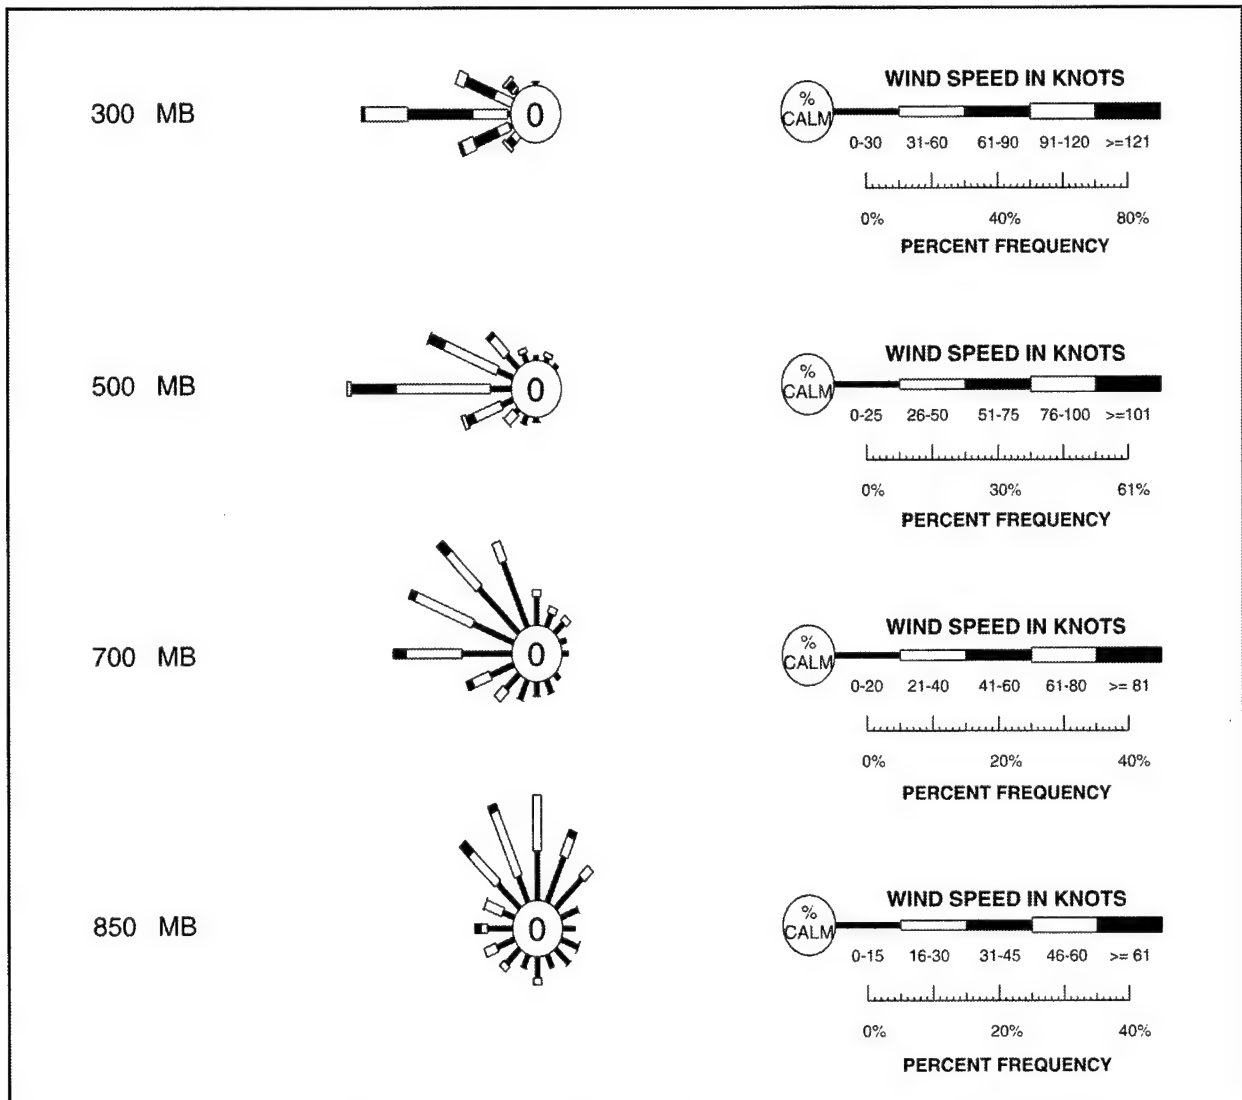 300 MB
0
WIND SPEED IN KNOTS
% CALM
0-30 31-60 61-90 91-120 >=121
0% 40% 80%
PERCENT FREQUENCY
500 MB
0
WIND SPEED IN KNOTS
% CALM
0-25 26-50 51-75 76-100 >=101
0% 30% 61%
PERCENT FREQUENCY
700 MB
0
WIND SPEED IN KNOTS
% CALM
0-20 21-40 41-60 61-80 >= 81
0% 20% 40%
PERCENT FREQUENCY
850 MB
0
WIND SPEED IN KNOTS
% CALM
0-15 16-30 31-45 46-60 >= 61
0% 20% 40%
PERCENT FREQUENCY